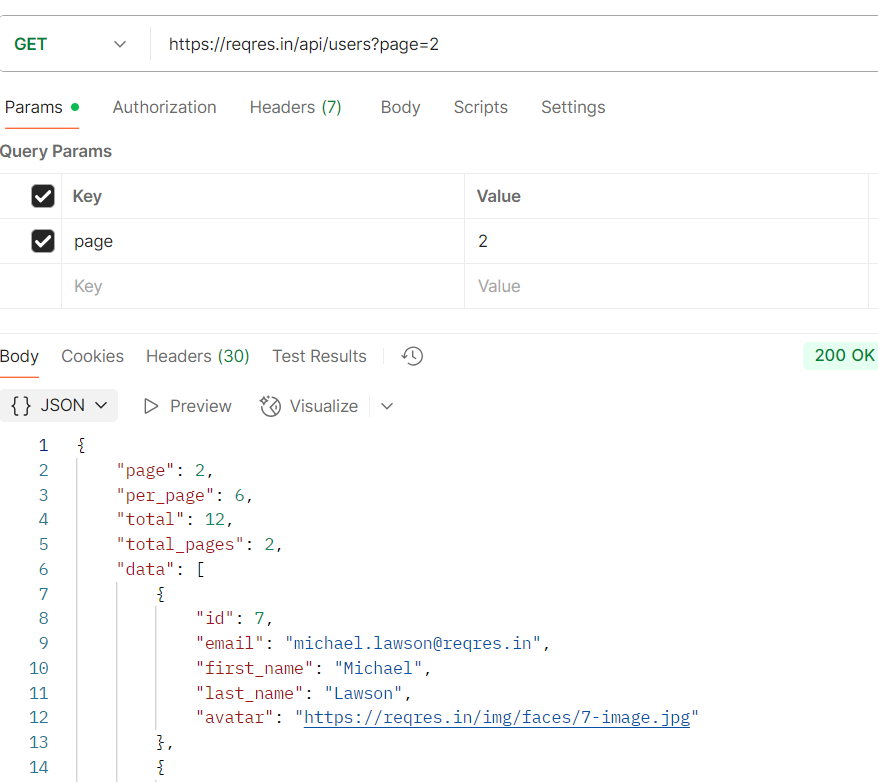 GET https://reqres.in/api/users?page=2
Params Authorization Headers (7) Body Scripts Settings
Query Params
Key Value
page 2
Key Value
Body Cookies Headers (30) Test Results 200 OK
{} JSON Preview Visualize
1 {
2 "page": 2,
3 "per_page": 6,
4 "total": 12,
5 "total_pages": 2,
6 "data": [
7 {
8 "id": 7,
9 "email": "michael.lawson@reqres.in",
10 "first_name": "Michael",
11 "last_name": "Lawson",
12 "avatar": "https://reqres.in/img/faces/7-image.jpg"
13 },
14 {